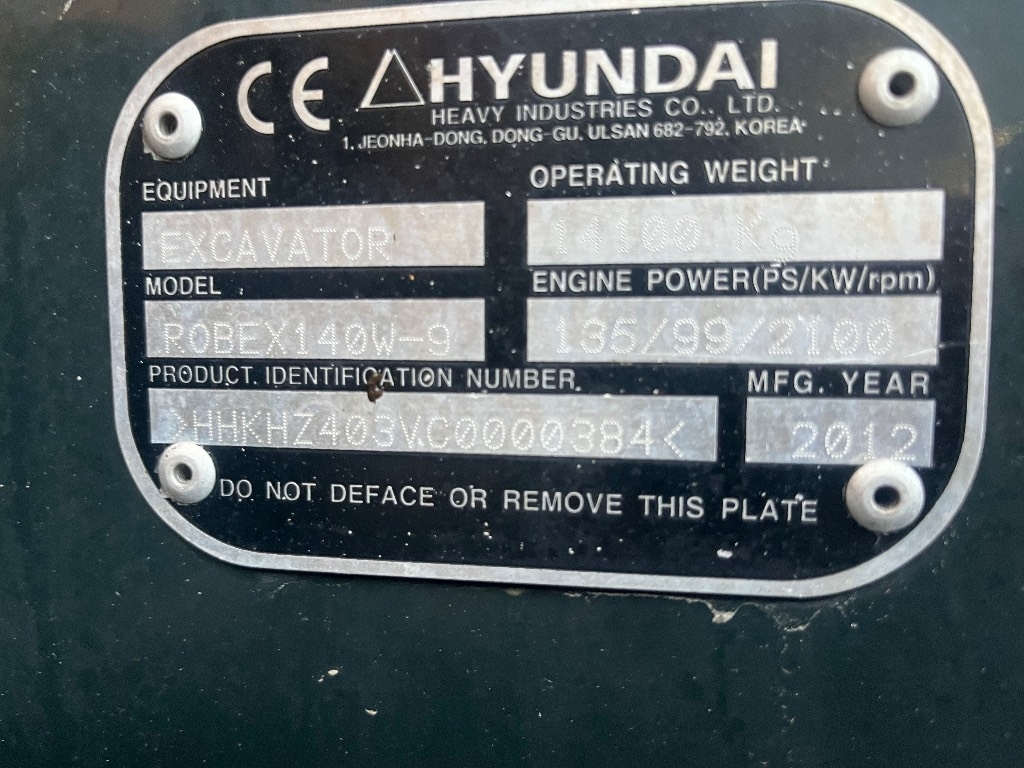 CE HYUNDAI
HEAVY INDUSTRIES CO., LTD.
1, JEONHA-DONG, DONG-GU, ULSAN 682-792, KOREA
EQUIPMENT
OPERATING WEIGHT
EXCAVATOR
14100 Kg
MODEL
ENGINE POWER(PS/KW/rpm)
ROBEX140W-9
135/99/2100
PRODUCT IDENTIFICATION NUMBER
MFG. YEAR
>HHKHZ403VC0000384<
2012
DO NOT DEFACE OR REMOVE THIS PLATE